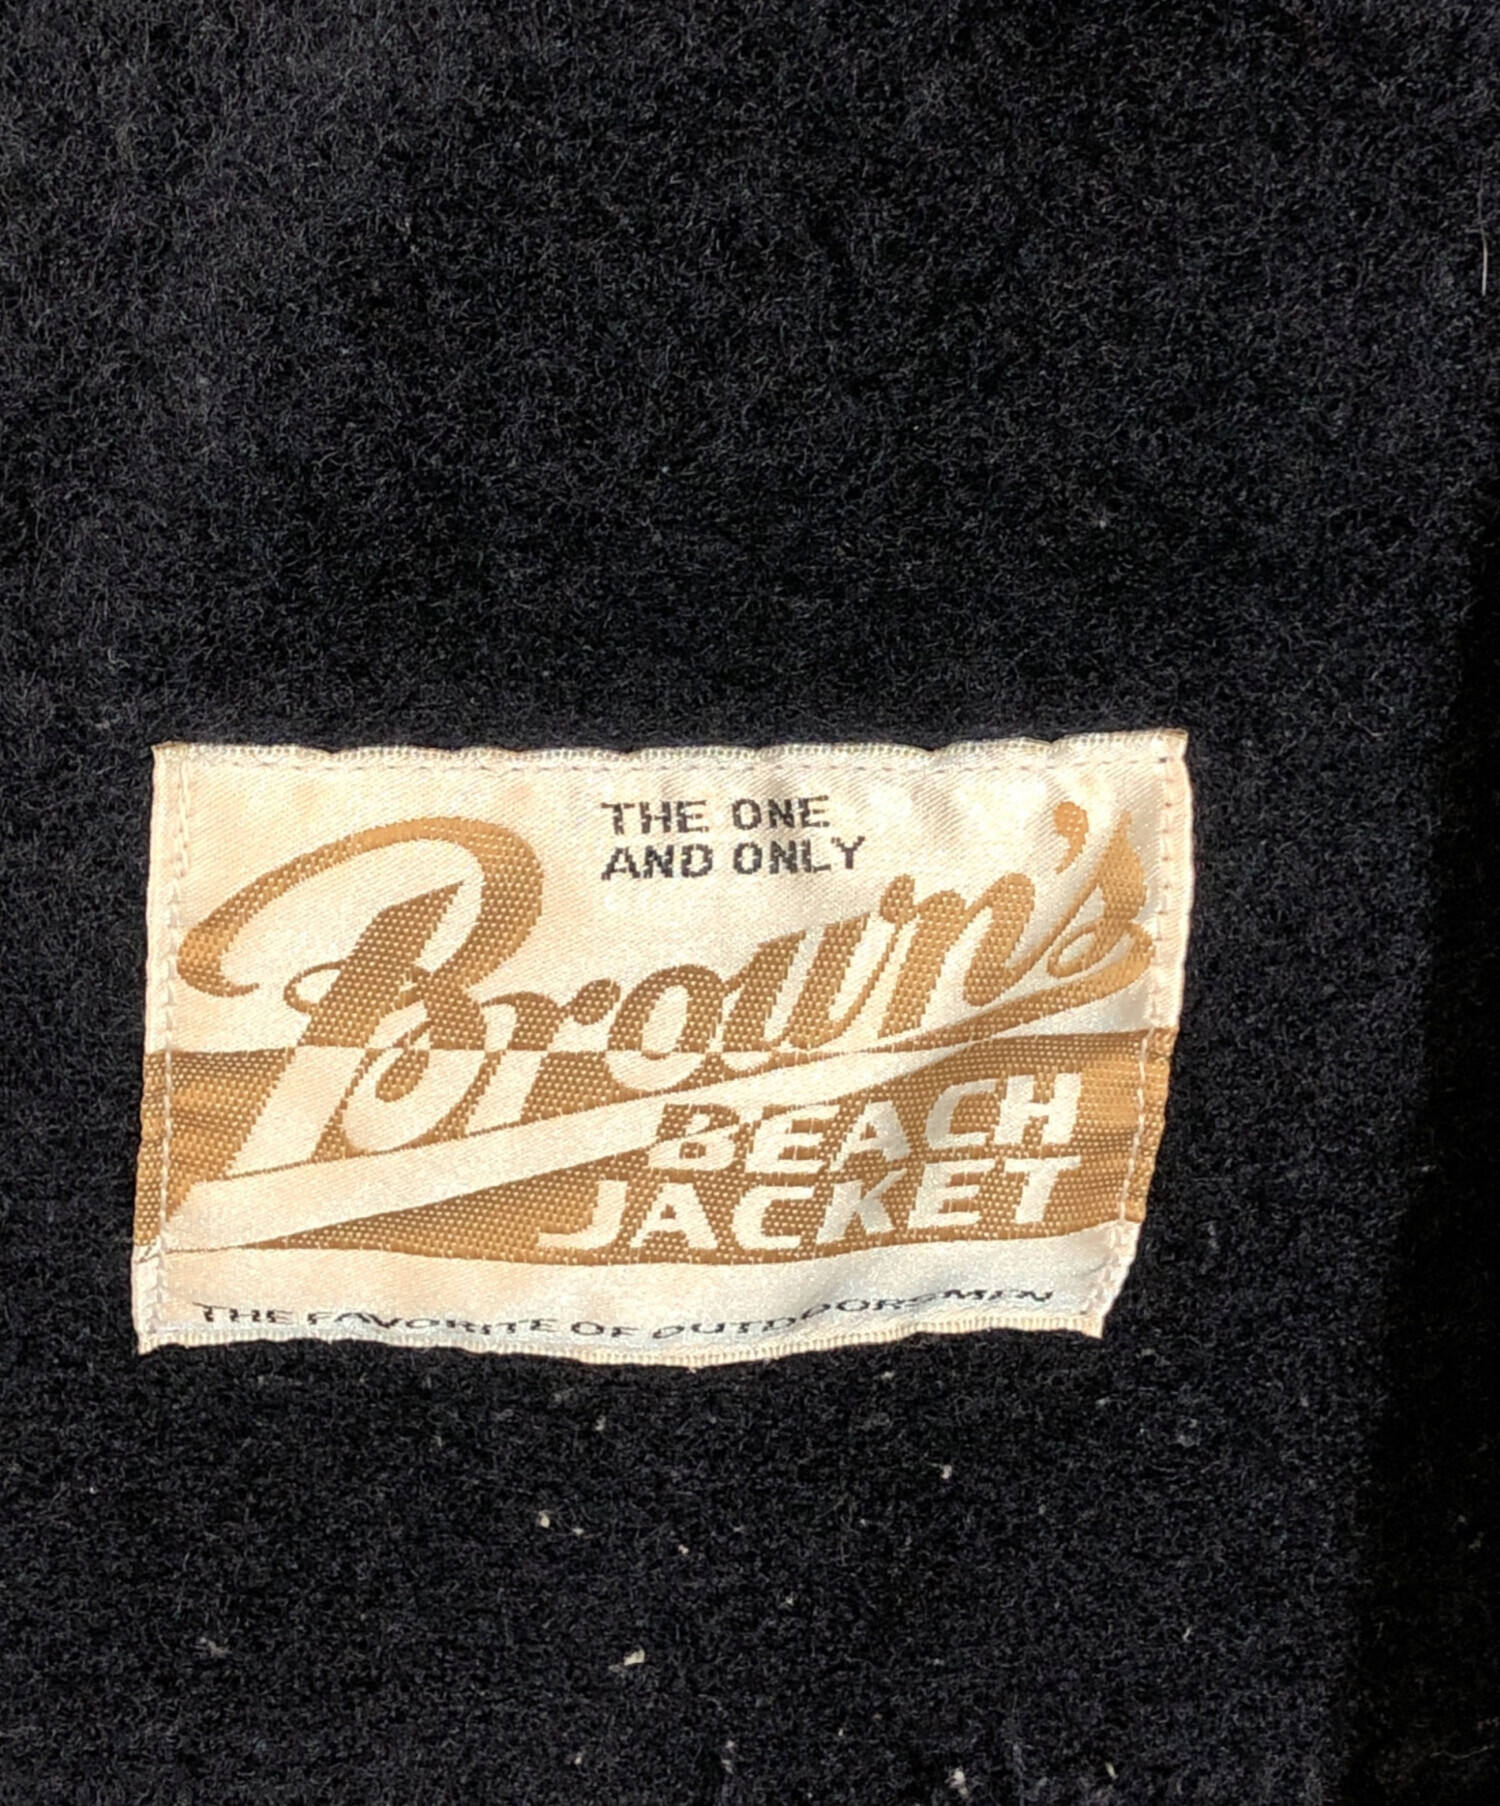 THE ONE
AND ONLY
Brown's
BEACH
JACKET
THE FAVORITE OF OUTDOORSMEN